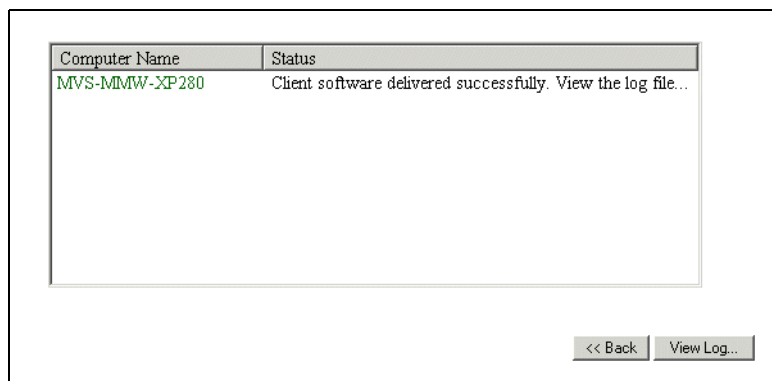 Computer Name Status
MVS-MMW-XP280 Client software delivered successfully. View the log file...
<< Back View Log...